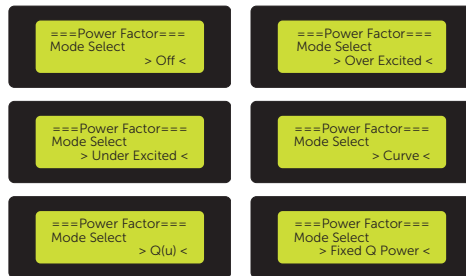 ===Power Factor===
Mode Select
> Off <
===Power Factor===
Mode Select
> Over Excited <
===Power Factor===
Mode Select
> Under Excited <
===Power Factor===
Mode Select
> Curve <
===Power Factor===
Mode Select
> Q(u) <
===Power Factor===
Mode Select
> Fixed Q Power <